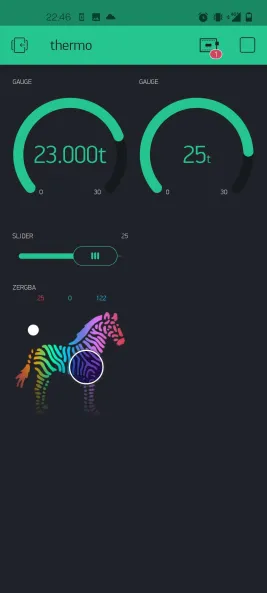 22:46
thermo
1
GAUGE GAUGE
23.000t 25t
0 30 0 30
SLIDER 25
ZERGBA
25 0 122